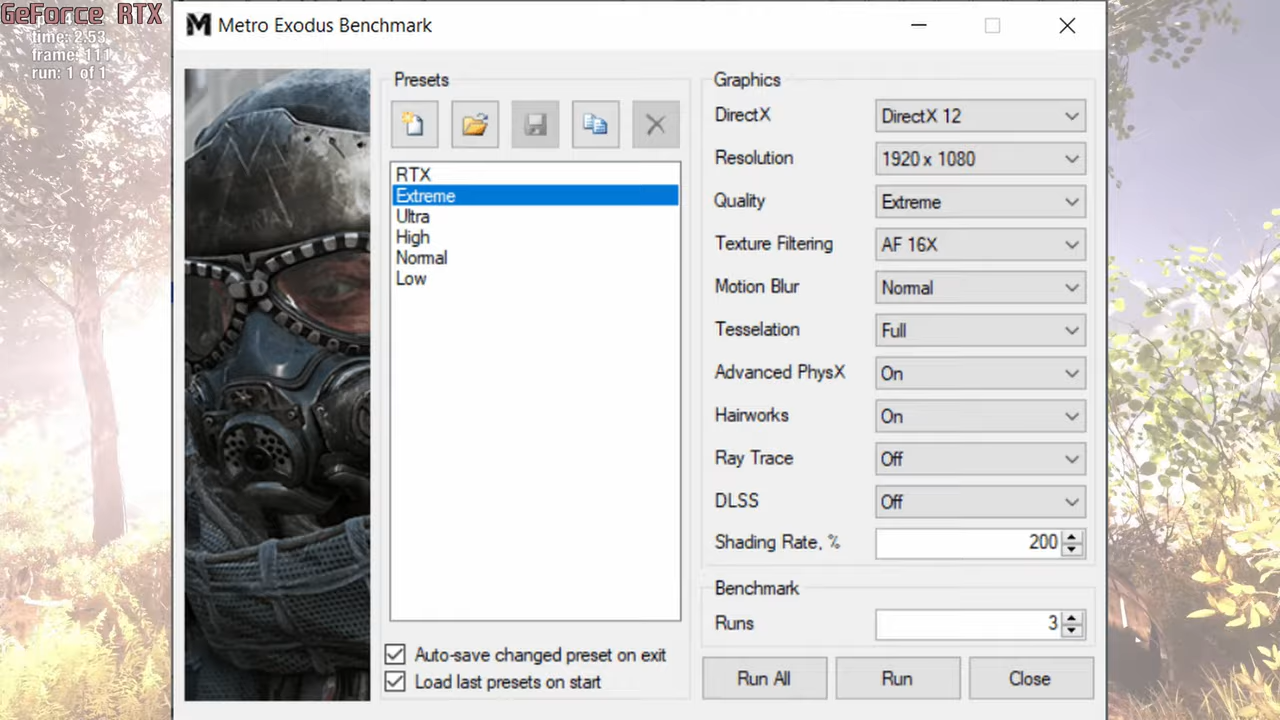 GeForce RTX
time: 2.53
frame: 111
run: 1 of 1
Metro Exodus Benchmark
Presets
RTX
Extreme
Ultra
High
Normal
Low
Auto-save changed preset on exit
Load last presets on start
Graphics
DirectX DirectX 12
Resolution 1920 x 1080
Quality Extreme
Texture Filtering AF 16X
Motion Blur Normal
Tesselation Full
Advanced PhysX On
Hairworks On
Ray Trace Off
DLSS Off
Shading Rate, % 200
Benchmark
Runs 3
Run All Run Close